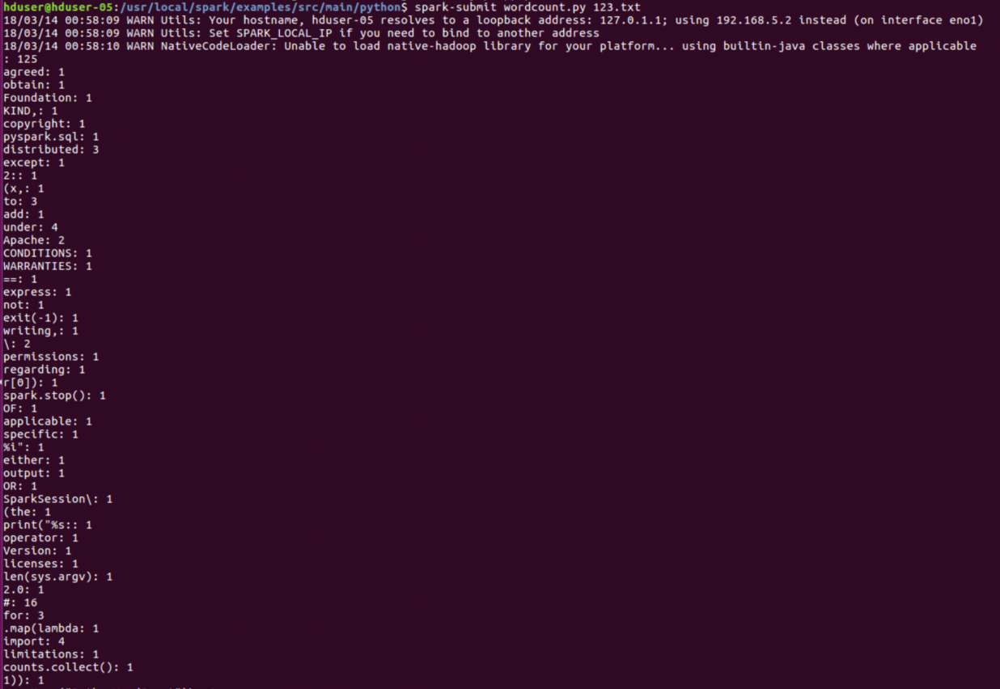 hduser@hduser-05:/usr/local/spark/examples/src/main/python$ spark-submit wordcount.py 123.txt
18/03/14 00:58:09 WARN Utils: Your hostname, hduser-05 resolves to a loopback address: 127.0.1.1; using 192.168.5.2 instead (on interface eno1)
18/03/14 00:58:09 WARN Utils: Set SPARK_LOCAL_IP if you need to bind to another address
18/03/14 00:58:10 WARN NativeCodeLoader: Unable to load native-hadoop library for your platform... using builtin-java classes where applicable
: 125
agreed: 1
obtain: 1
Foundation: 1
KIND,: 1
copyright: 1
pyspark.sql: 1
distributed: 3
except: 1
2:: 1
(x,: 1
to: 3
add: 1
under: 4
Apache: 2
CONDITIONS: 1
WARRANTIES: 1
==: 1
express: 1
not: 1
exit(-1): 1
writing,: 1
\: 2
permissions: 1
regarding: 1
r[0]): 1
spark.stop(): 1
OF: 1
applicable: 1
specific: 1
%i": 1
either: 1
output: 1
OR: 1
SparkSession\: 1
(the: 1
print("%s:: 1
operator: 1
Version: 1
licenses: 1
len(sys.argv): 1
2.0: 1
#: 16
for: 3
.map(lambda: 1
import: 4
limitations: 1
counts.collect(): 1
1)): 1